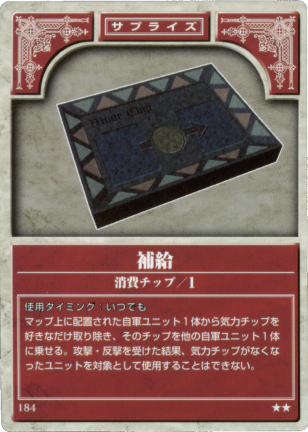 サプライズ
補給
消費チップ／1
使用タイミング：いつでも
マップ上に配置された自軍ユニット1体から気力チップを
好きなだけ取り除き、そのチップを他の自軍ユニット1体
に乗せる。攻撃・反撃を受けた結果、気力チップがなくな
ったユニットを対象として使用することはできない。
184
★★